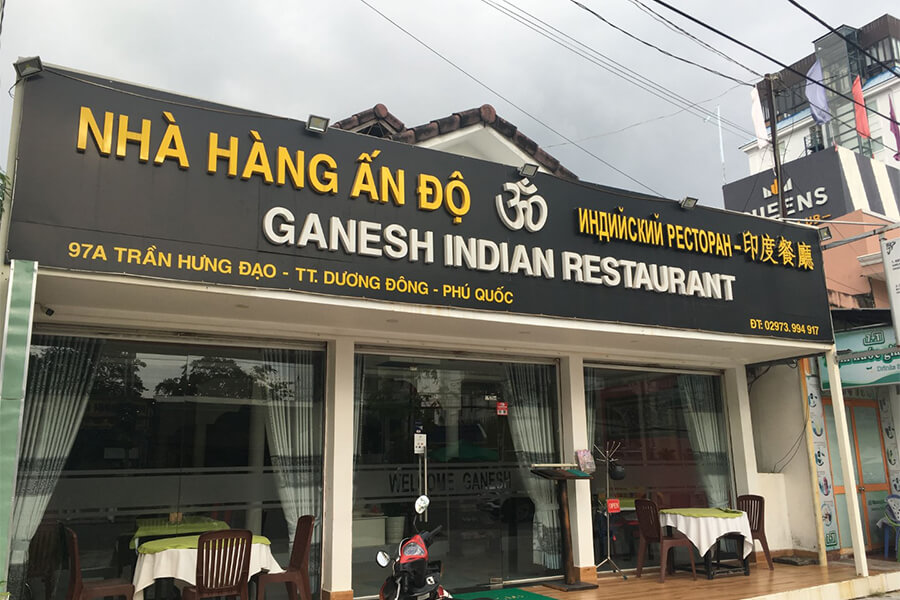 NHÀ HÀNG ẤN ĐỘ
ॐ
ИНДИЙСКИЙ РЕСТОРАН – 印度餐廳
GANESH INDIAN RESTAURANT
97A TRẦN HƯNG ĐẠO - TT. DƯƠNG ĐÔNG - PHÚ QUỐC
ĐT: 02973. 994 917
WELCOME GANESH
OPEN